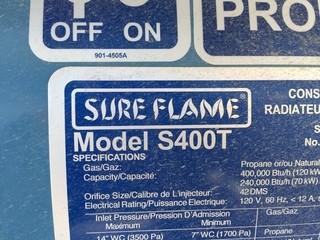 PRO
OFF ON
901-4505A
SURE FLAME®
CONS
RADIATEU
Model S400T
S
No.
SPECIFICATIONS
Gas/Gaz: Propane or/ou Natural
Capacity/Capacité: 400,000 Btu/h (120 kW
240,000 Btu/h (70 kW)
Orifice Size/Calibre de L'injecteur: 42DMS
Electrical Rating/Puissance Electrique: 120 V, 60 Hz, < 12 A,
Inlet Pressure/Pression D'Admission Gas/Gaz
Minimum Maximum
14" WC (3500 Pa) 7" WC (1700 Pa) Propane